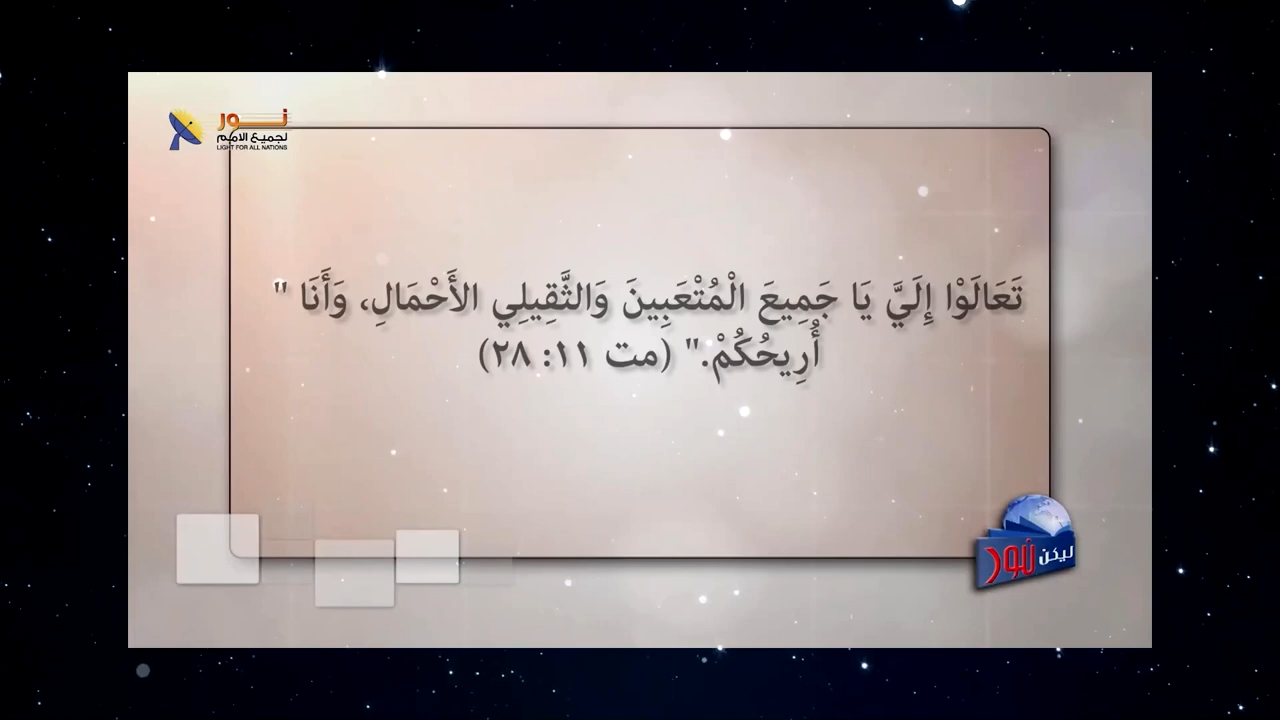 نور
لجميع الامم
LIGHT FOR ALL NATIONS
تَعَالَوْا إِلَيَّ يَا جَمِيعَ الْمُتْعَبِينَ وَالثَّقِيلِي الأَحْمَالِ، وَأَنَا "
أُرِيحُكُمْ." (مت ١١: ٢٨)
ليكن نور